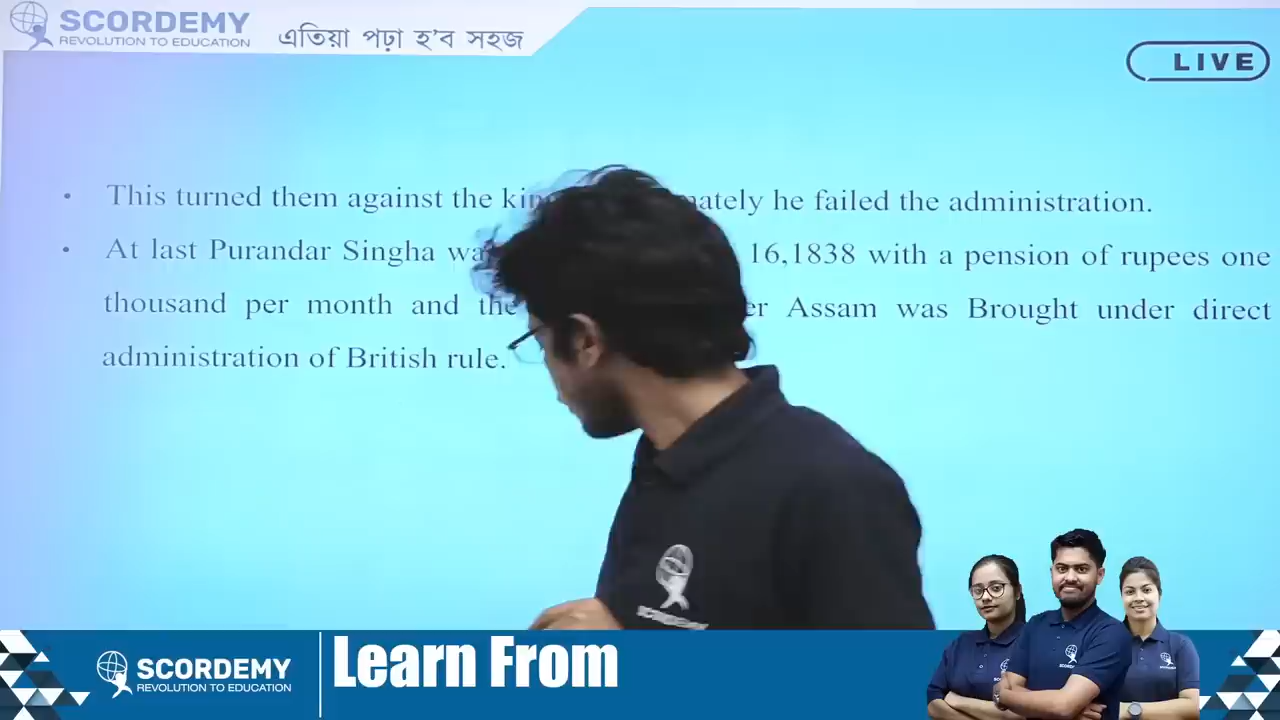 SCORDEMY
REVOLUTION TO EDUCATION
এতিয়া পঢ়া হ'ব সহজ
LIVE
• This turned them against the kin mately he failed the administration.
• At last Purandar Singha wa 16,1838 with a pension of rupees one
thousand per month and the er Assam was Brought under direct
administration of British rule.
SCORDEMY
REVOLUTION TO EDUCATION
Learn From